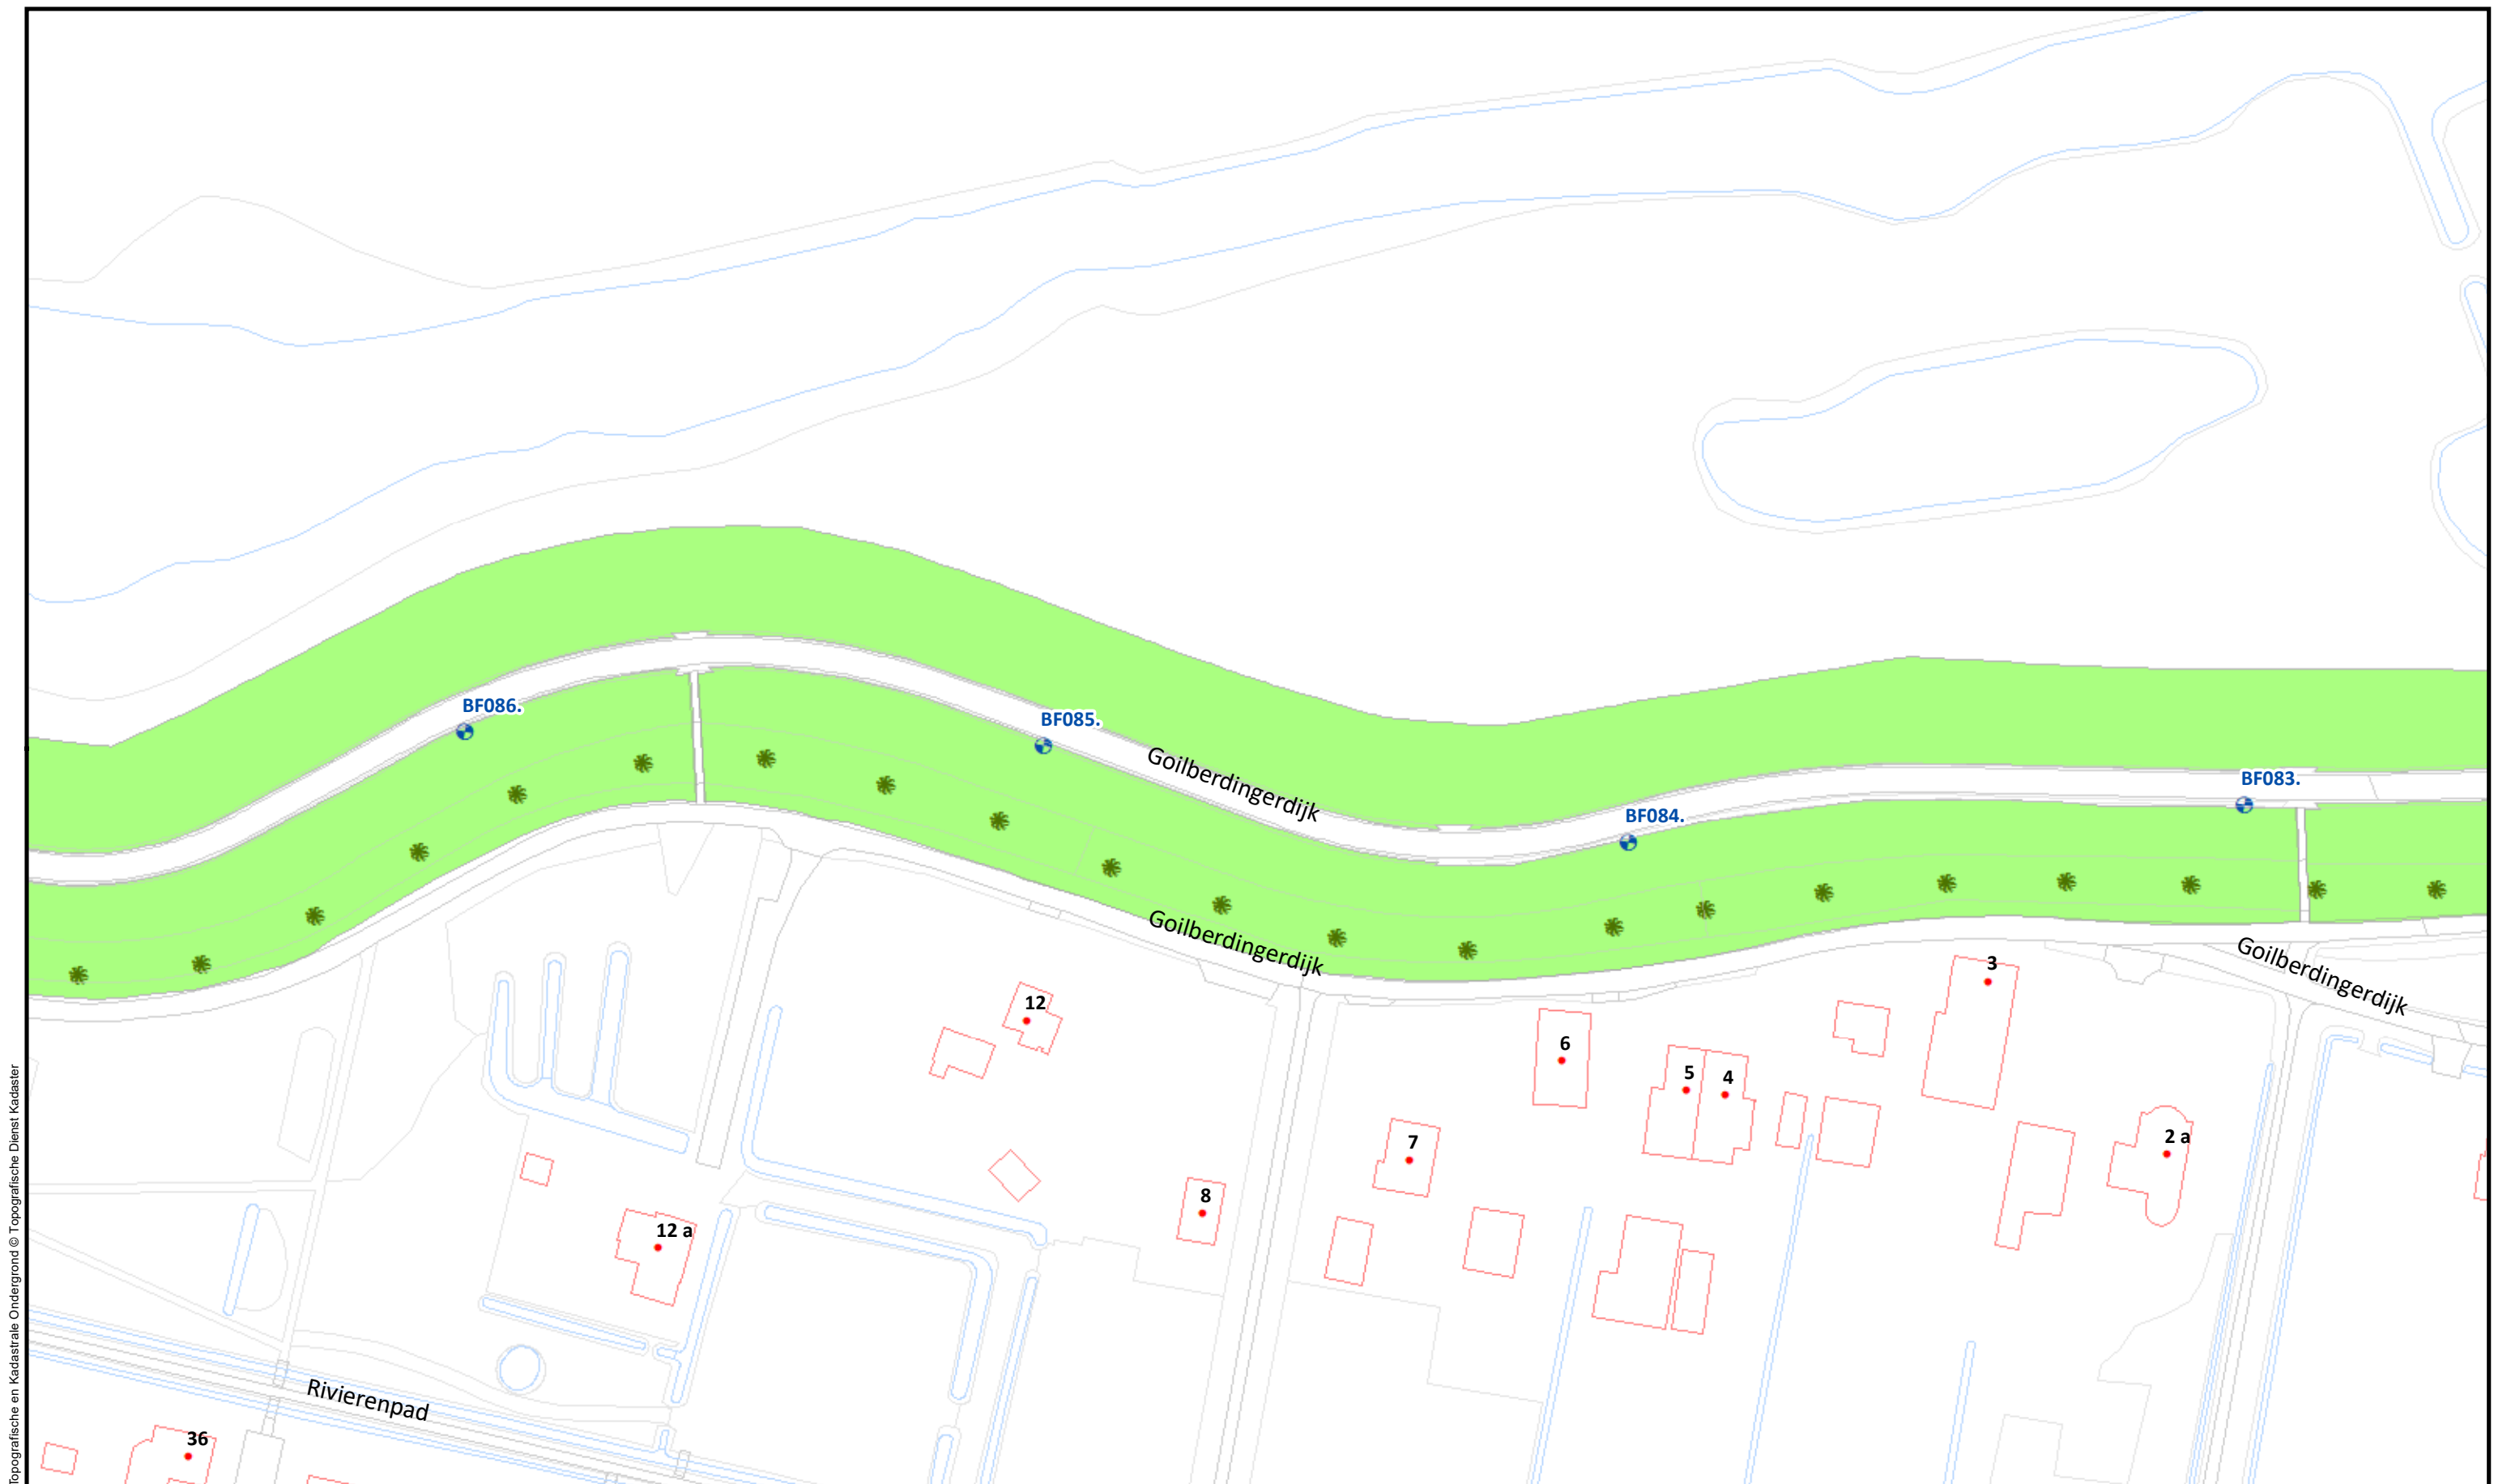 BF086.
BF085.
Goilberdingerdijk
BF083.
BF084.
Goilberdingerdijk
Goilberdingerdijk
3
12
6
5
4
7
2 a
8
12 a
Rivierenpad
36
Topografische en Kadastrale Ondergrond © Topografische Dienst Kadaster